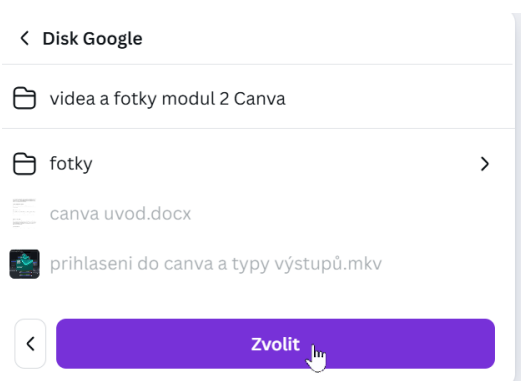 Disk Google
videa a fotky modul 2 Canva
fotky
canva uvod.docx
prihlaseni do canva a typy výstupů.mkv
Zvolit